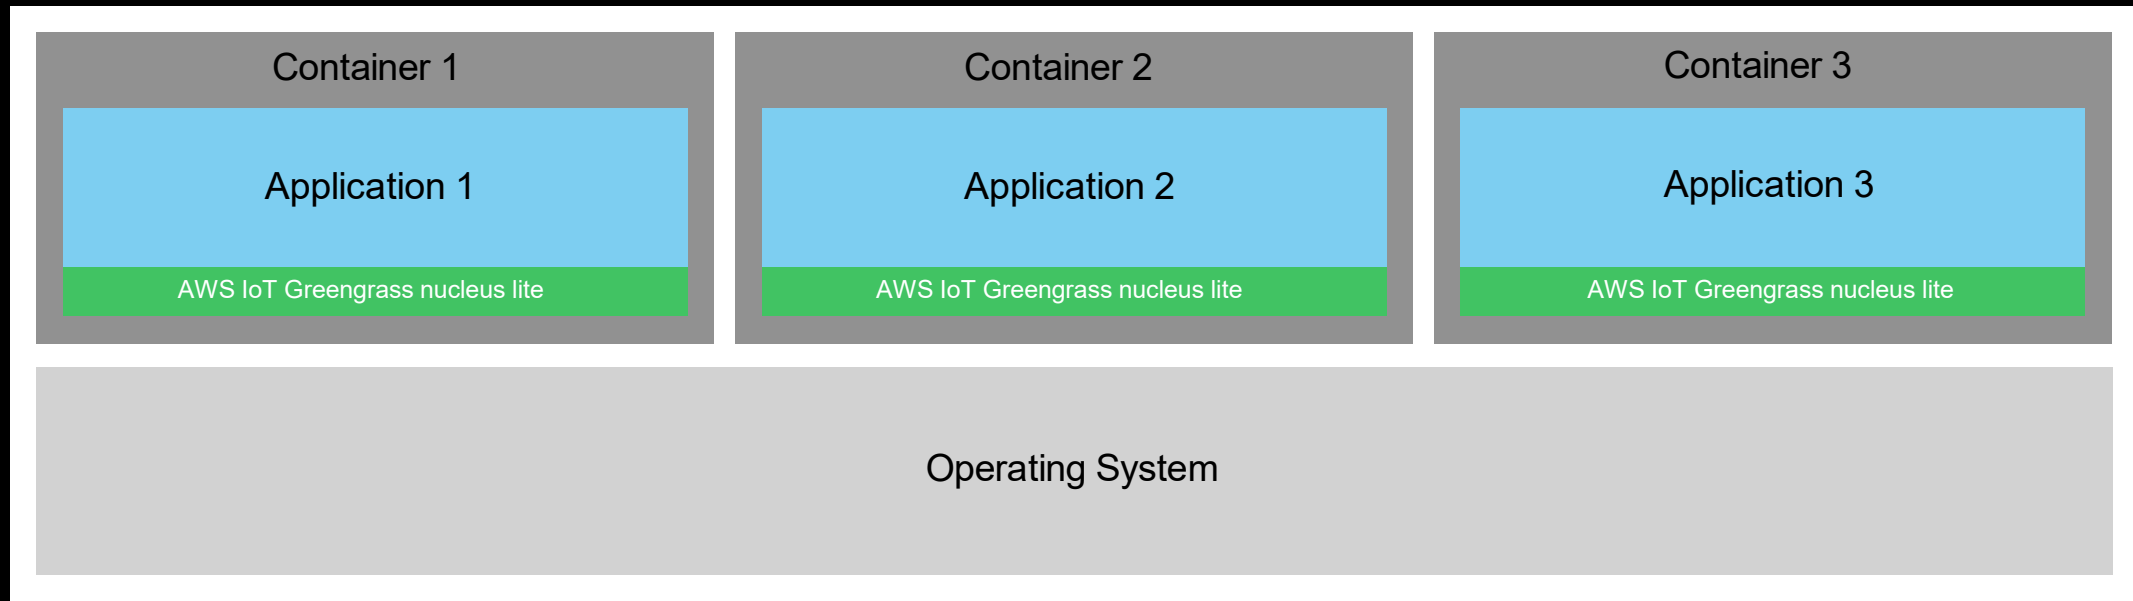 Container 1
Application 1
AWS IoT Greengrass nucleus lite
Container 2
Application 2
AWS IoT Greengrass nucleus lite
Container 3
Application 3
AWS IoT Greengrass nucleus lite
Operating System